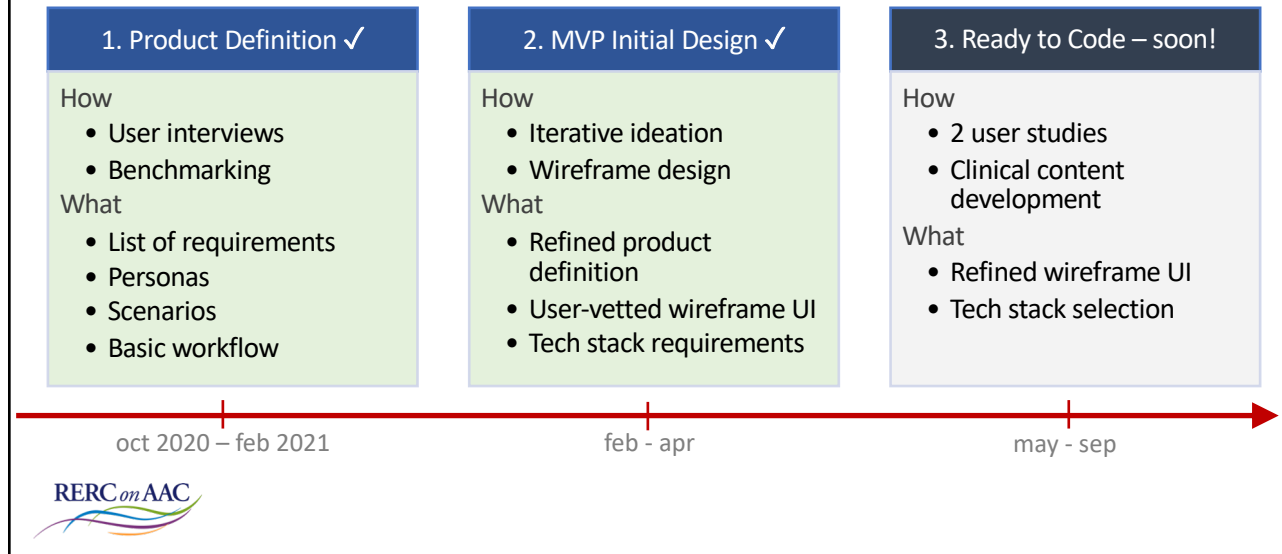 1. Product Definition ✓
How
• User interviews
• Benchmarking
What
• List of requirements
• Personas
• Scenarios
• Basic workflow
2. MVP Initial Design ✓
How
• Iterative ideation
• Wireframe design
What
• Refined product
definition
• User-vetted wireframe UI
• Tech stack requirements
3. Ready to Code – soon!
How
• 2 user studies
• Clinical content
development
What
• Refined wireframe UI
• Tech stack selection
oct 2020 – feb 2021
feb - apr
may - sep
RERC on AAC